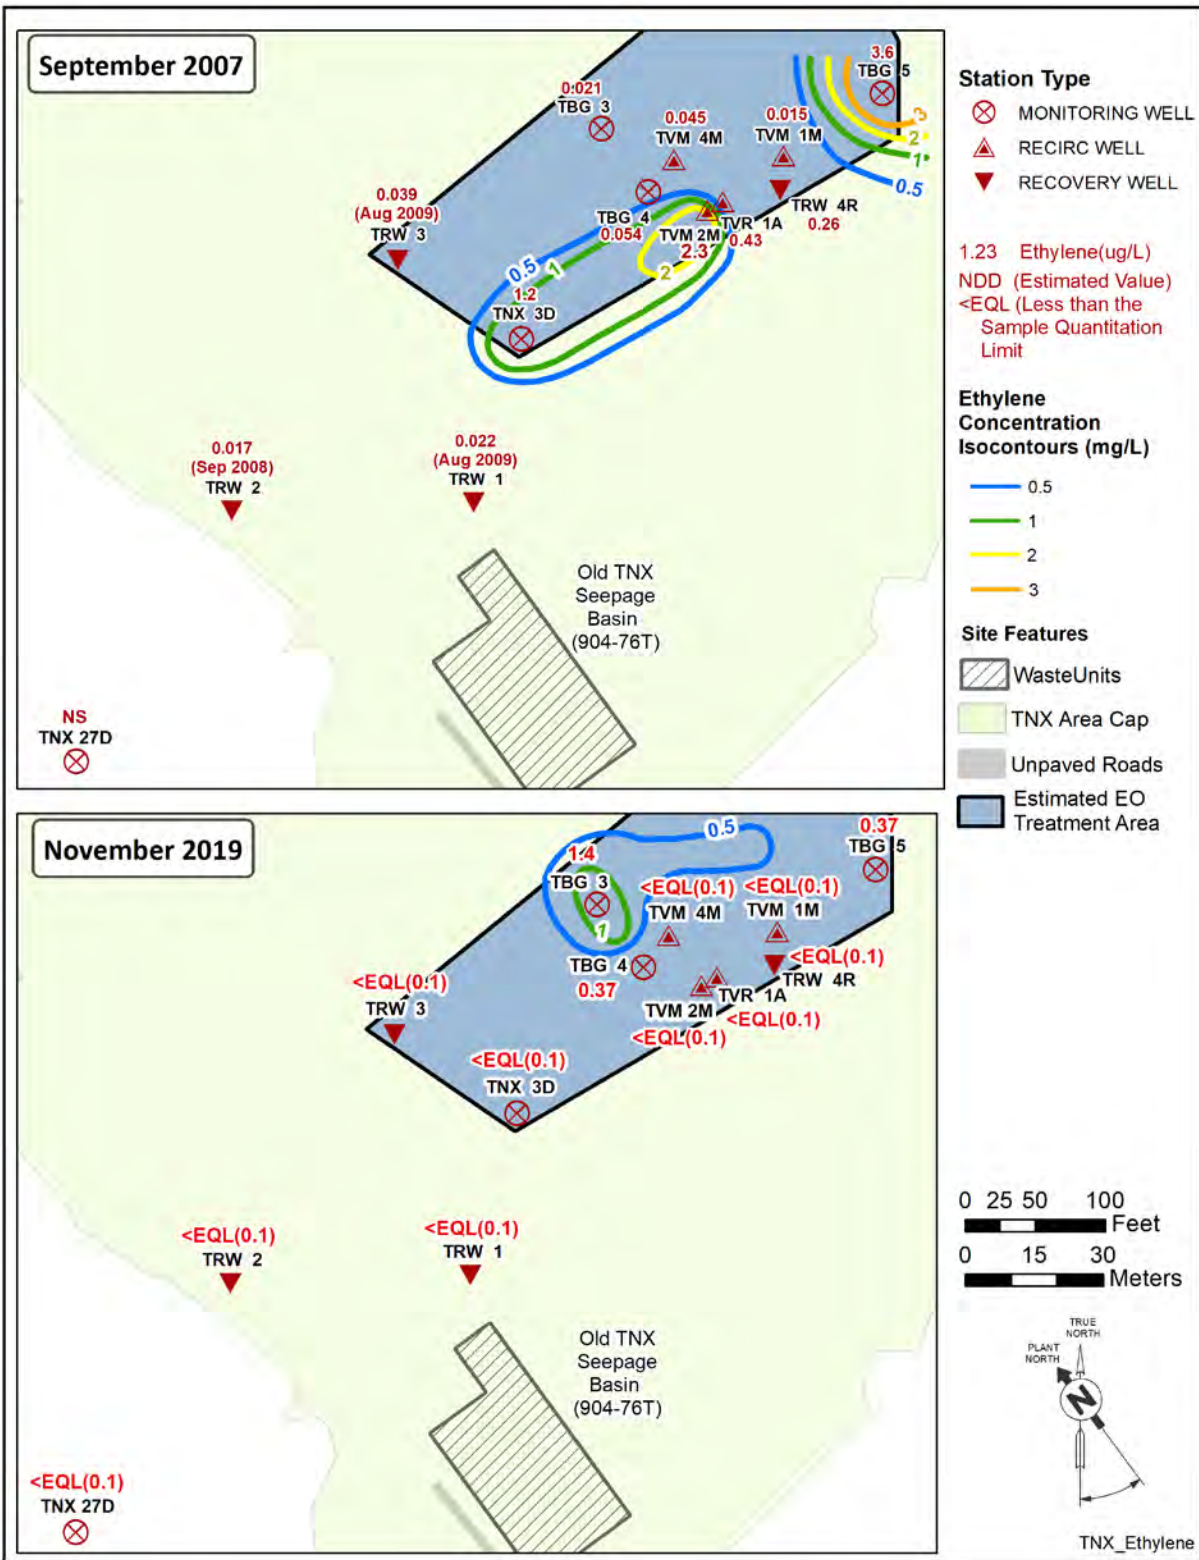 September 2007
3.6
TBG 5
0.021
TBG 3
0.045
TVM 4M
0.015
TVM 1M
3
2
1
0.5
0.039
(Aug 2009)
TRW 3
TBG 4
0.054
TVR 1A
TVM 2M
2.3
0.43
TRW 4R
0.26
0.5
1
2
1.2
TNX 3D
0.017
(Sep 2008)
TRW 2
0.022
(Aug 2009)
TRW 1
Old TNX
Seepage
Basin
(904-76T)
NS
TNX 27D
November 2019
0.5
0.37
TBG 5
1.4
TBG 3
1
<EQL(0.1)
TVM 4M
<EQL(0.1)
TVM 1M
TBG 4
0.37
<EQL(0.1)
TRW 4R
TVR 1A
<EQL(0.1)
TVM 2M
<EQL(0.1)
<EQL(0.1)
TRW 3
<EQL(0.1)
TNX 3D
<EQL(0.1)
TRW 2
<EQL(0.1)
TRW 1
Old TNX
Seepage
Basin
(904-76T)
<EQL(0.1)
TNX 27D
Station Type
MONITORING WELL
RECIRC WELL
RECOVERY WELL
1.23 Ethylene(ug/L)
NDD (Estimated Value)
<EQL (Less than the
Sample Quantitation
Limit
Ethylene
Concentration
Isocontours (mg/L)
0.5
1
2
3
Site Features
WasteUnits
TNX Area Cap
Unpaved Roads
Estimated EO
Treatment Area
0 25 50 100
Feet
0 15 30
Meters
TRUE
NORTH
PLANT
NORTH
N
TNX_Ethylene